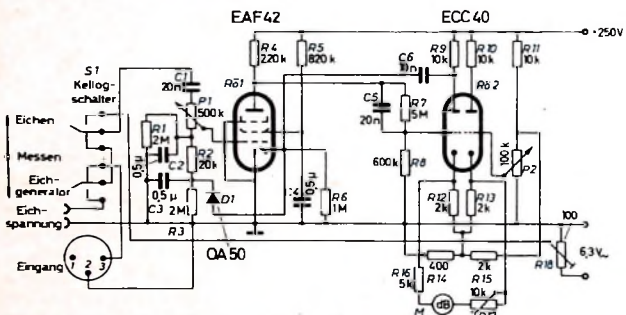 EAF42
ECC40
+250V
R4
220k
R5
820k
C6
10n
R9
10k
R10
10k
R11
10k
S1
Kellog-
schalter
C1
20n
P1
500k
Rö1
C5
20n
R7
5M
Rö2
Eichen
Messen
Eich-
generator
Eich-
spannung
Eingang
1
2
3
R1
2M
C2
0,5µ
R2
20k
0,5µ
C3
2M
R3
D1
OA50
C4
0,5µ
R6
1M
600k
R8
100k
P2
R12
2k
R13
2k
100
R18
6,3V~
400
R14
2k
R15
R16
5k
10k
M
dB